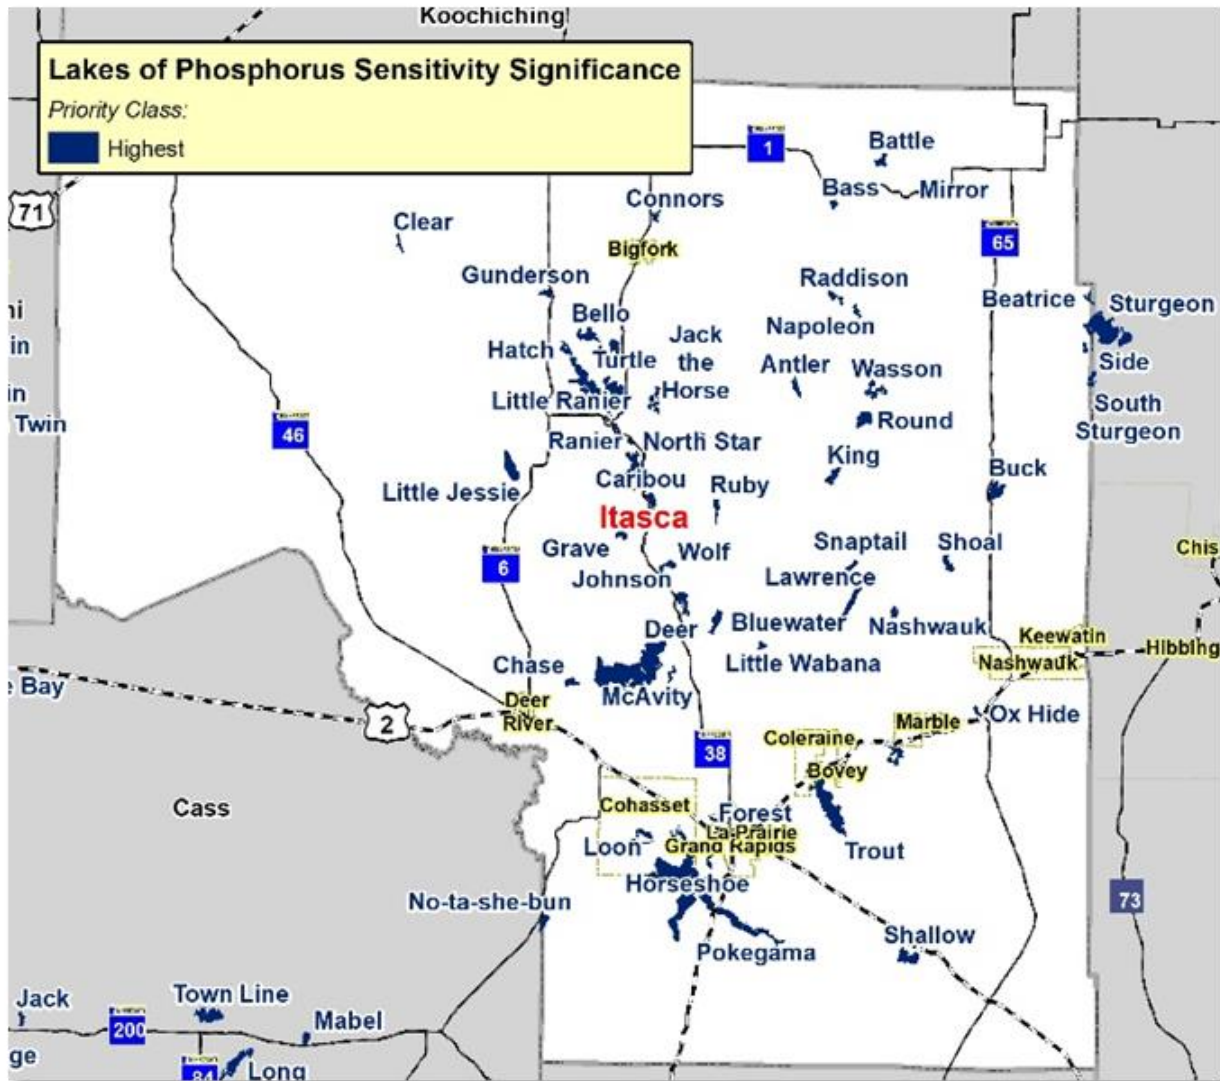 Koochiching
Lakes of Phosphorus Sensitivity Significance
Priority Class:
Highest
1
Battle
71
Bass
Mirror
Connors
Clear
65
Bigfork
Gunderson
Raddison
Beatrice
Sturgeon
Bello
Napoleon
Jack
the
Horse
Hatch
Turtle
Antler
Wasson
Side
Little Ranier
South
Sturgeon
Twin
46
Round
Ranier
North Star
King
Buck
Caribou
Ruby
Little Jessie
Itasca
Grave
Wolf
Snaptail
Shoal
6
Johnson
Lawrence
Deer
Bluewater
Nashwauk
Keewatin
Hibbing
Chase
Little Wabana
Nashwauk
Bay
McAvity
Deer
River
2
Ox Hide
Marble
Coleraine
38
Bovey
Cass
Cohasset
Forest
La Prairie
Loon
Grand Rapids
Trout
Horseshoe
No-ta-she-bun
73
Shallow
Pokegama
Jack
Town Line
200
Mabel
84
Long